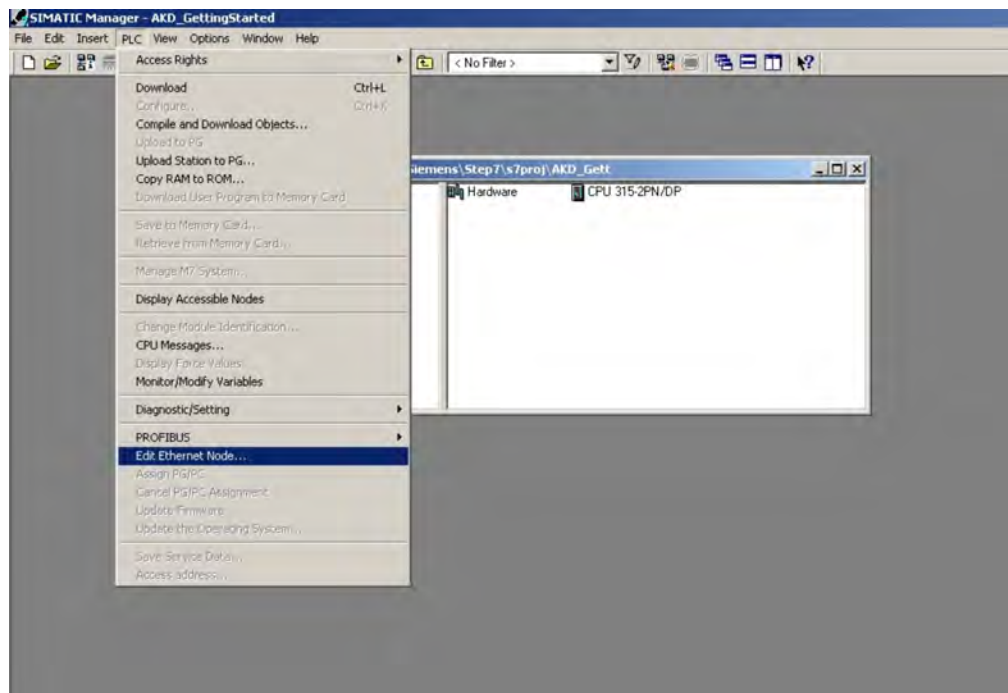 SIMATIC Manager - AKD_GettingStarted
File Edit Insert PLC View Options Window Help
< No Filter >
Access Rights
Download Ctrl+L
Configure... Ctrl+K
Compile and Download Objects...
Upload to PG
Upload Station to PG...
Copy RAM to ROM...
Download User Program to Memory Card
Save to Memory Card...
Retrieve from Memory Card...
Manage M7 System...
Display Accessible Nodes
Change Module Identification...
CPU Messages...
Display Force Values
Monitor/Modify Variables
Diagnostic/Setting
PROFIBUS
Edit Ethernet Node...
Assign PG/PC
Cancel PG/PC Assignment
Update Firmware
Update the Operating System...
Save Service Data...
Access address...
iemens\Step7\s7proj\AKD_Gett
Hardware CPU 315-2PN/DP